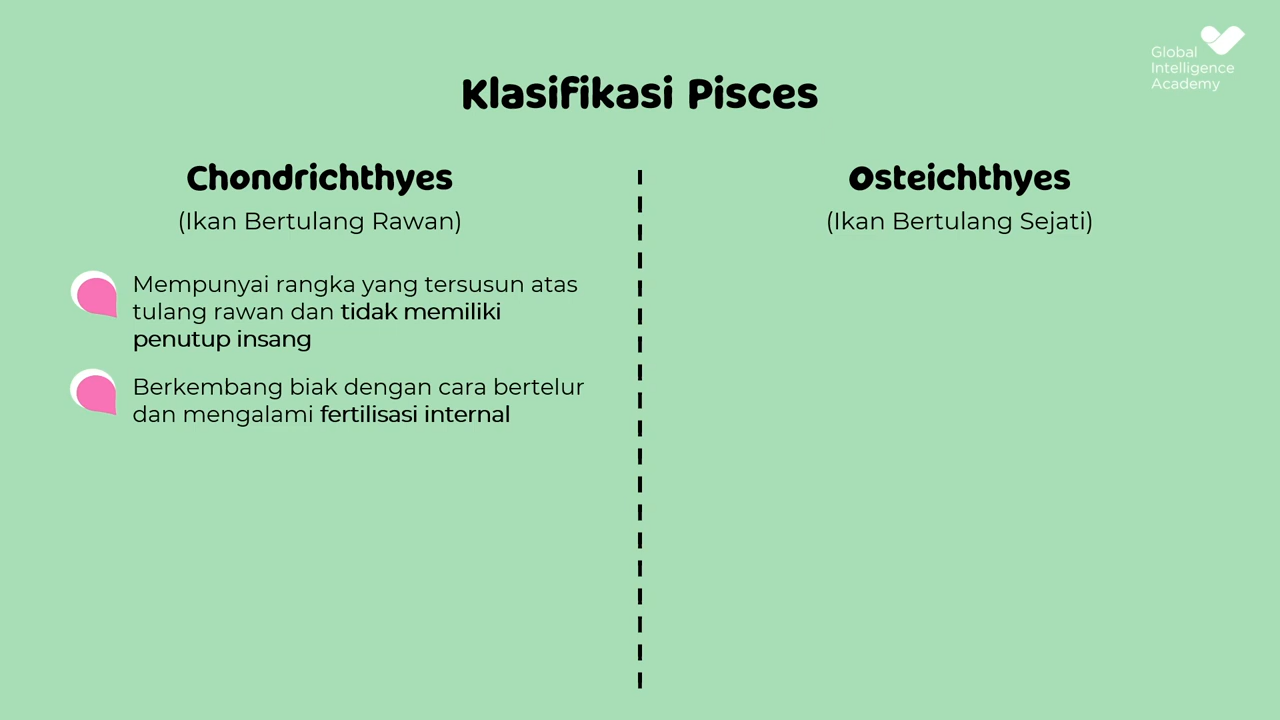 Global
Intelligence
Academy
Klasifikasi Pisces
Chondrichthyes
(Ikan Bertulang Rawan)
Mempunyai rangka yang tersusun atas
tulang rawan dan tidak memiliki
penutup insang
Berkembang biak dengan cara bertelur
dan mengalami fertilisasi internal
Osteichthyes
(Ikan Bertulang Sejati)